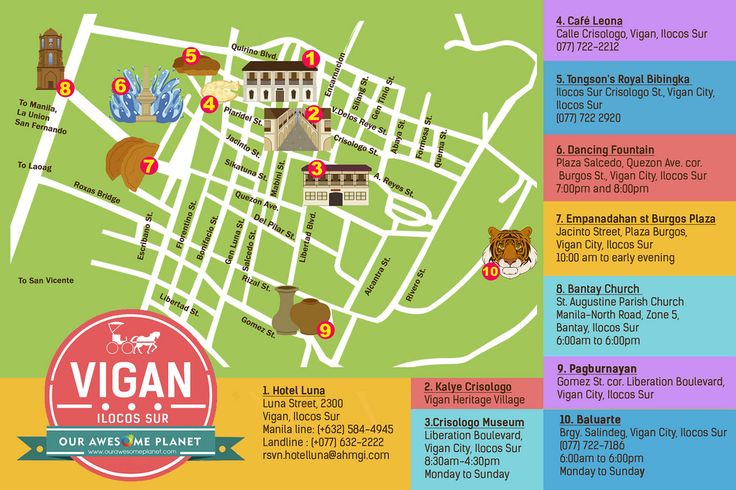 Quirino Blvd.
Encarnacion
Silang St.
Gen Tinio St.
Plaridel St.
V.Delos Reye St.
Jacinto St.
Crisologo St.
Abaya St.
Formosa St.
Quema St.
Sikatuna St.
Mabini St.
A. Reyes St.
Quezon Ave.
Del Pilar St.
Libertad Blvd.
To Manila,
La Union
San Fernando
To Laoag
Roxas Bridge
Escribano St.
Florentino St.
Bonifacio St.
Gen Luna St.
Salcedo St.
Rizal St.
Alcantra St.
Rivero St.
To San Vicente
Libertad St.
Gomez St.
1
2
3
4
5
6
7
8
9
10
VIGAN
ILOCOS SUR
OUR AWESOME PLANET
www.ourawesomeplanet.com
1. Hotel Luna
Luna Street, 2300
Vigan, Ilocos Sur
Manila line: (+632) 584-4945
Landline : (+077) 632-2222
rsvn.hotelluna@ahmgi.com
2. Kalye Crisologo
Vigan Heritage Village
3.Crisologo Museum
Liberation Boulevard,
Vigan City, Ilocos Sur
8:30am-4:30pm
Monday to Sunday
4. Café Leona
Calle Crisologo, Vigan, Ilocos Sur
077) 722-2212
5. Tongson's Royal Bibingka
Ilocos Sur Crisologo St., Vigan City,
Ilocos Sur
(077) 722 2920
6. Dancing Fountain
Plaza Salcedo, Quezon Ave. cor.
Burgos St., Vigan City, Ilocos Sur
7:00pm and 8:00pm
7. Empanadahan st Burgos Plaza
Jacinto Street, Plaza Burgos,
Vigan City, Ilocos Sur
10:00 am to early evening
8. Bantay Church
St. Augustine Parish Church
Manila-North Road, Zone 5,
Bantay, Ilocos Sur
6:00am to 6:00pm
9. Pagburnayan
Gomez St. cor. Liberation Boulevard,
Vigan City, Ilocos Sur
10. Baluarte
Brgy. Salindeg, Vigan City, Ilocos Sur
(077) 722-7186
6:00am to 6:00pm
Monday to Sunday